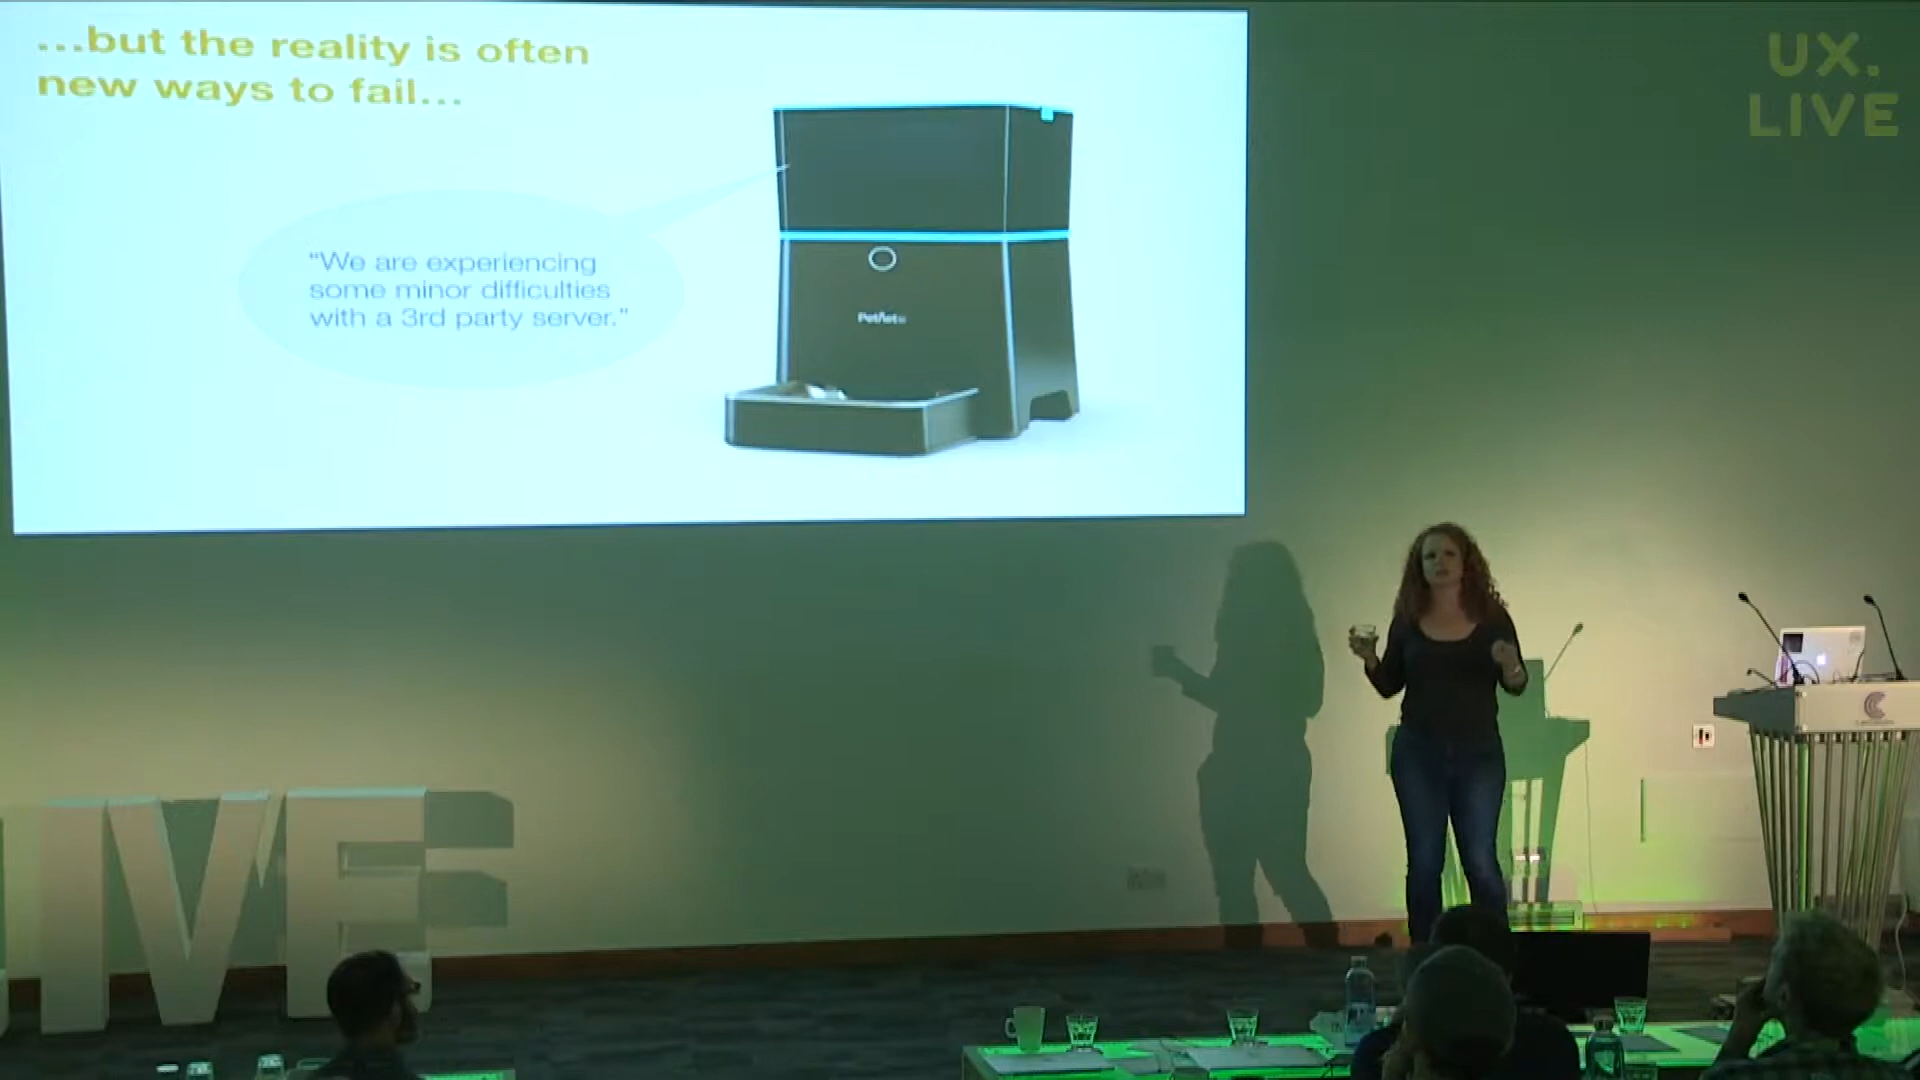 ...but the reality is often
new ways to fail...
"We are experiencing
some minor difficulties
with a 3rd party server."
PetNet
UX.
LIVE
IVE